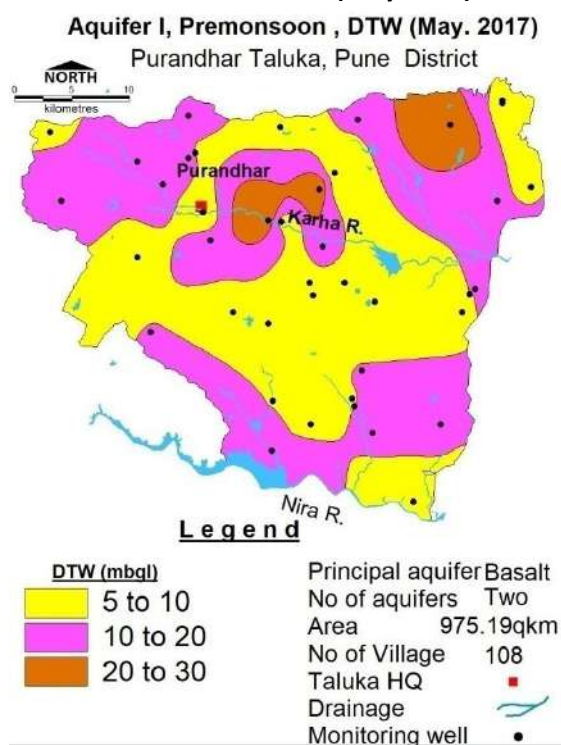 Aquifer I, Premonsoon , DTW (May. 2017)
Purandhar Taluka, Pune District
NORTH
0 5 10
kilometres
Purandhar
Karha R.
Nira R.
Legend
DTW (mbgl)
5 to 10
10 to 20
20 to 30
Principal aquifer Basalt
No of aquifers Two
Area 975.19qkm
No of Village 108
Taluka HQ
Drainage
Monitoring well